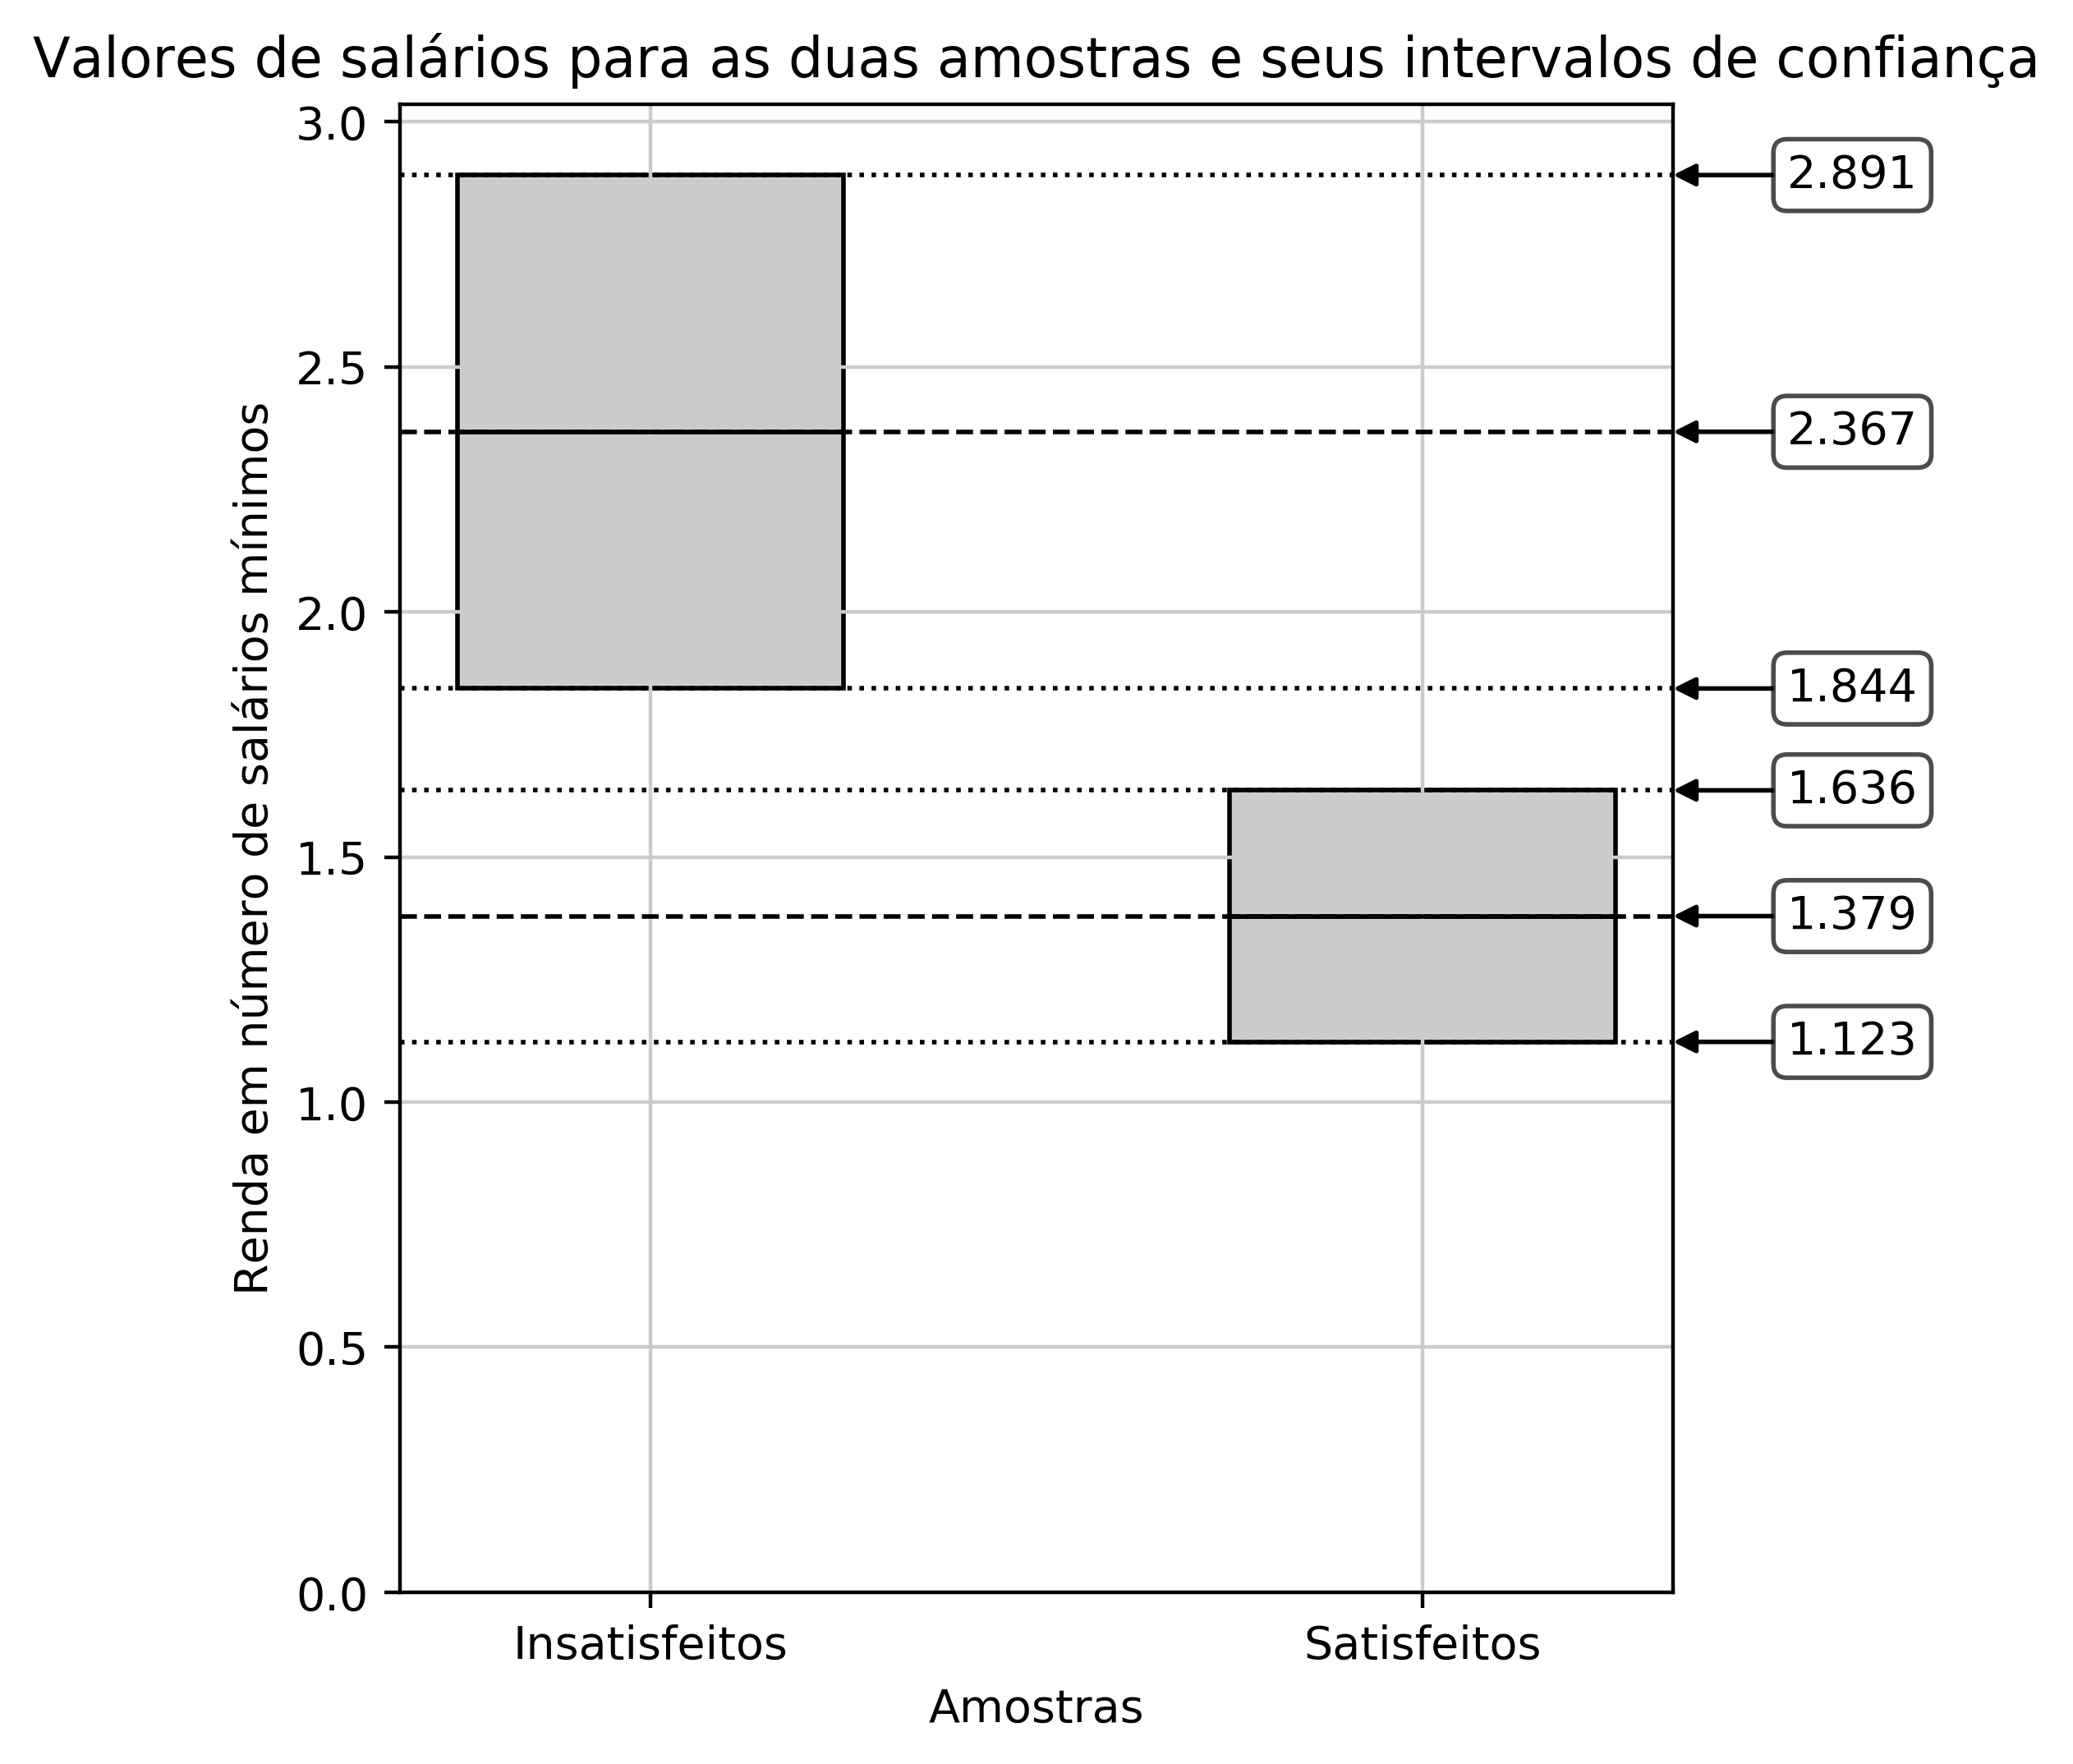 Valores de salários para as duas amostras e seus intervalos de confiança
3.0
2.5
2.0
1.5
1.0
0.5
0.0
Renda em número de salários mínimos
2.891
2.367
1.844
1.636
1.379
1.123
Insatisfeitos
Satisfeitos
Amostras